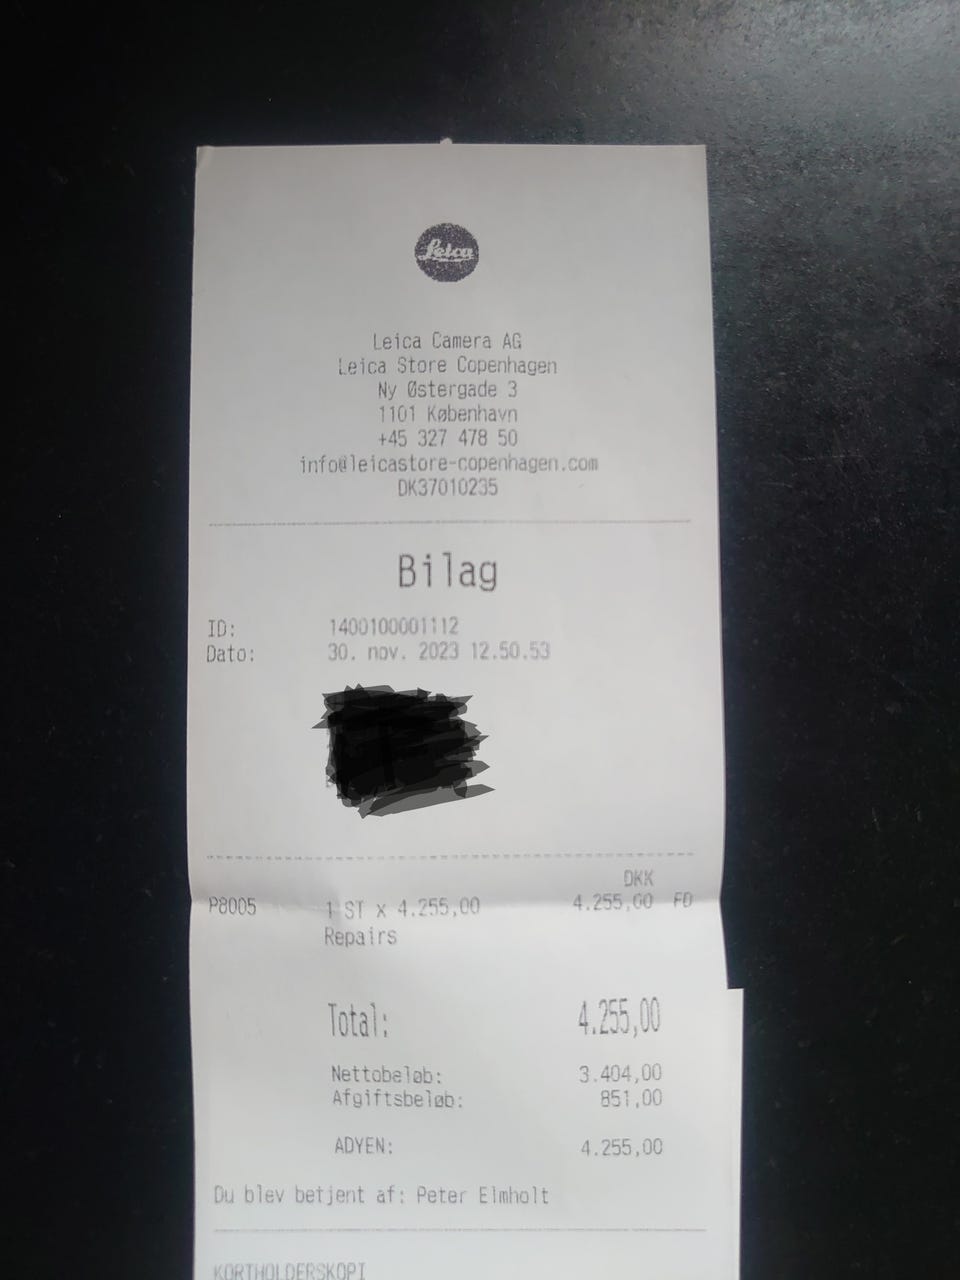 Leica
Leica Camera AG
Leica Store Copenhagen
Ny Østergade 3
1101 København
+45 327 478 50
info@leicastore-copenhagen.com
DK37010235
Bilag
ID: 1400100001112
Dato: 30. nov. 2023 12.50.53
DKK
P8005 1 ST x 4.255,00 4.255,00 FD
Repairs
Total: 4.255,00
Nettobeløb: 3.404,00
Afgiftsbeløb: 851,00
ADYEN: 4.255,00
Du blev betjent af: Peter Elmholt
KORTHOLDERSKOPI